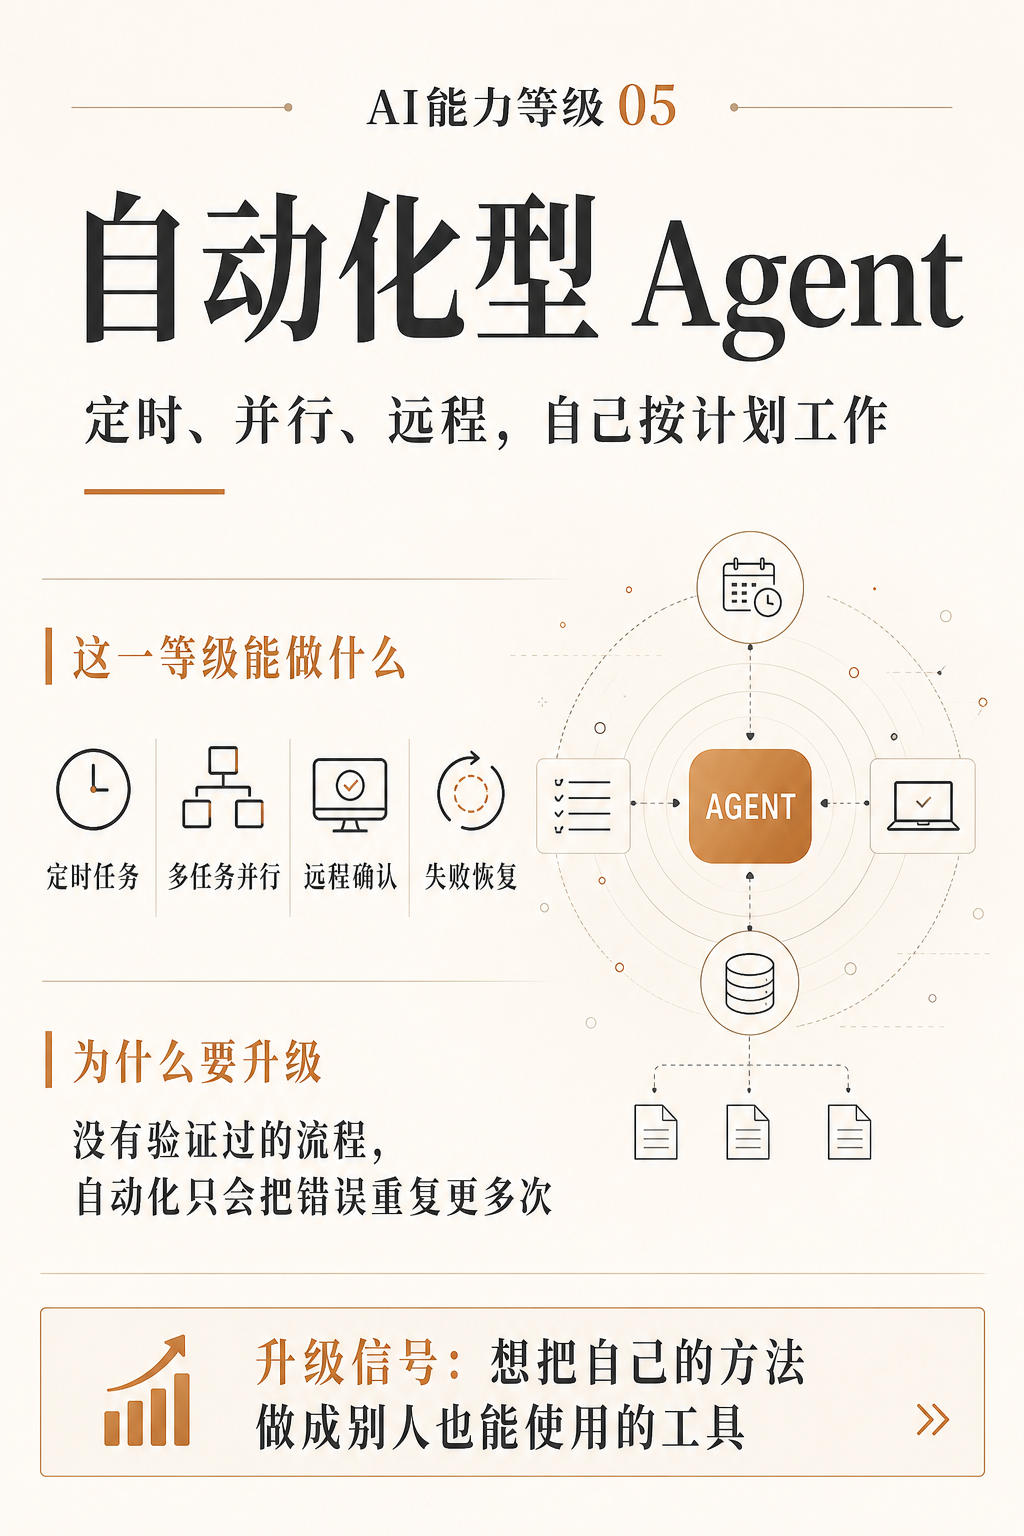 AI能力等级 05
自动化型 Agent
定时、并行、远程，自己按计划工作
这一等级能做什么
定时任务
多任务并行
远程确认
失败恢复
AGENT
为什么要升级
没有验证过的流程，
自动化只会把错误重复更多次
升级信号：想把自己的方法
做成别人也能使用的工具